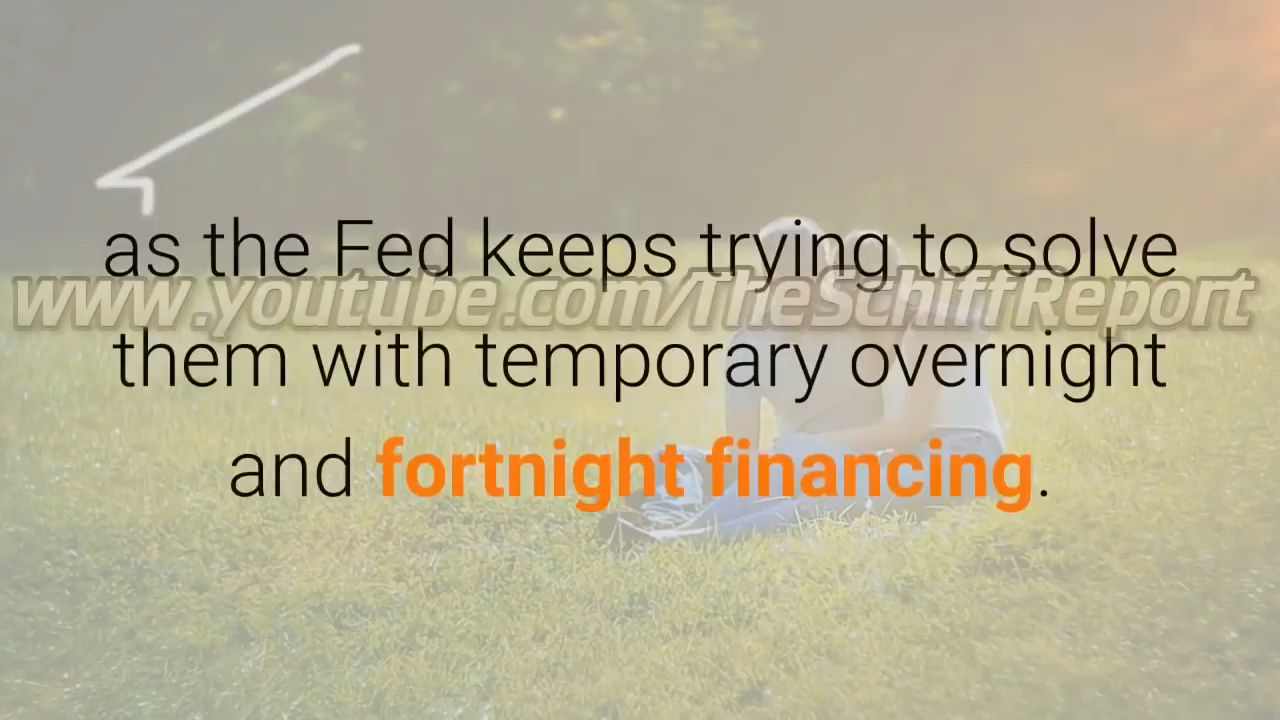 as the Fed keeps trying to solve
www.youtube.com/TheSchiffReport
them with temporary overnight
and fortnight financing.